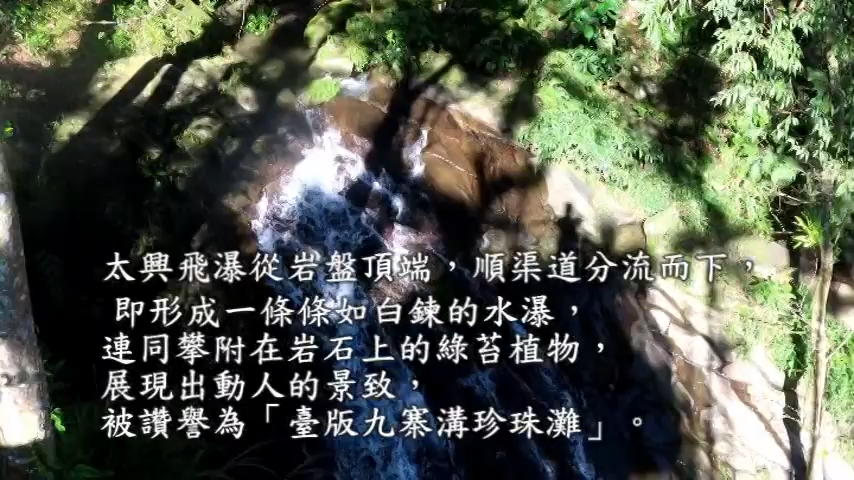 太興飛瀑從岩盤頂端，順渠道分流而下，
即形成一條條如白鍊的水瀑，
連同攀附在岩石上的綠苔植物，
展現出動人的景致，
被讚譽為「臺版九寨溝珍珠灘」。